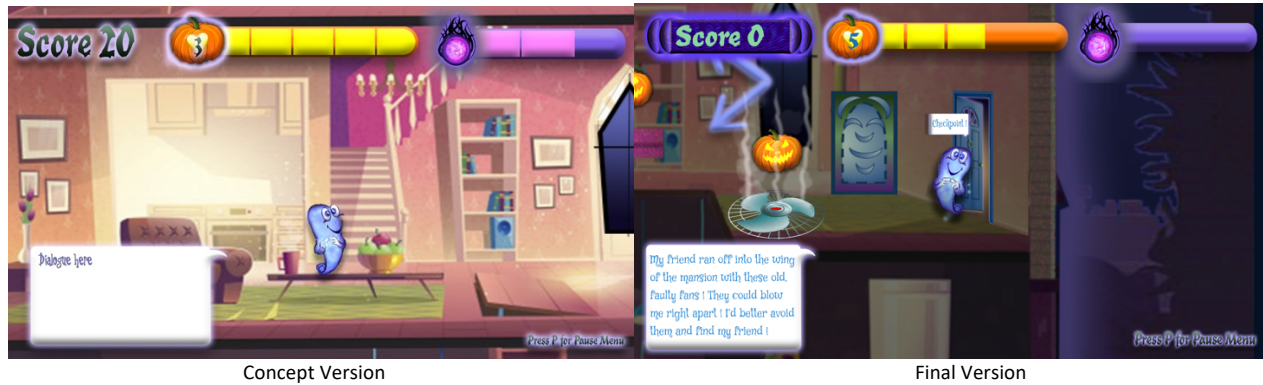 Score 20
3
Dialogue here
Press P for Pause Menu
Score 0
5
Checkpoint !
My friend ran off into the wing
of the mansion with these old,
faulty fans ! They could blow
me right apart ! I'd better avoid
them and find my friend !
Press P for Pause Menu
Concept Version
Final Version